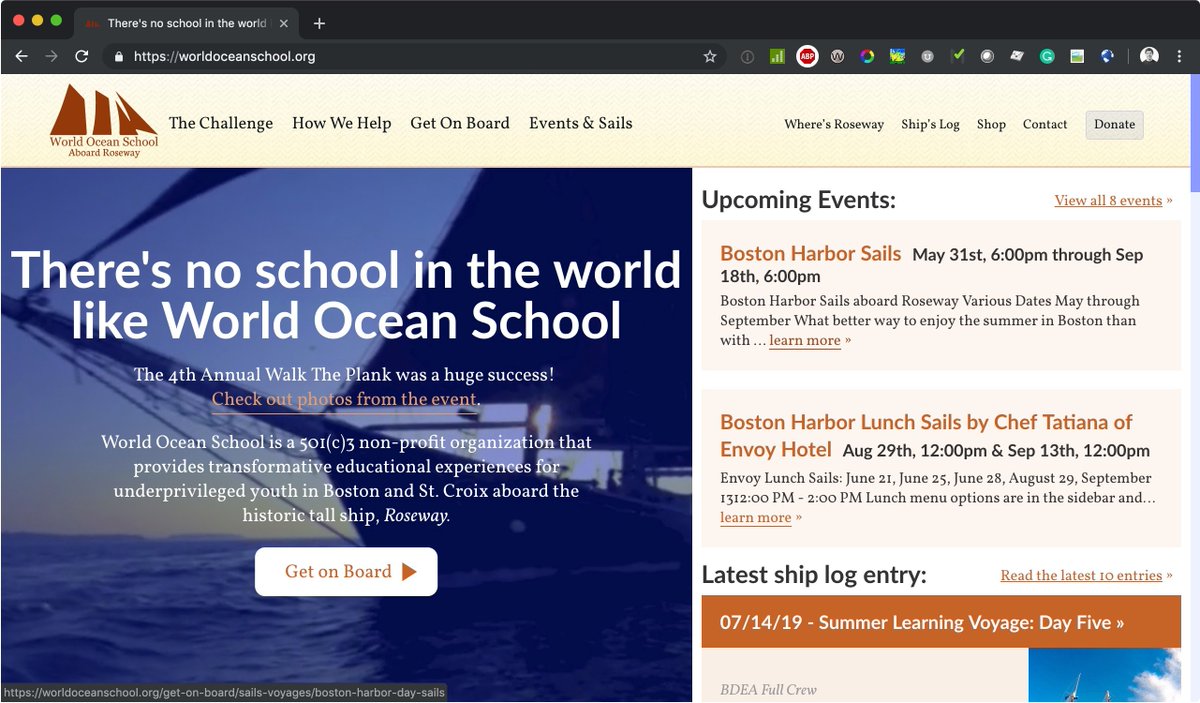 There's no school in the world
https://worldoceanschool.org
World Ocean School
Aboard Roseway
The Challenge How We Help Get On Board Events & Sails
Where's Roseway Ship's Log Shop Contact Donate
There's no school in the world
like World Ocean School
The 4th Annual Walk The Plank was a huge success!
Check out photos from the event.
World Ocean School is a 501(c)3 non-profit organization that
provides transformative educational experiences for
underprivileged youth in Boston and St. Croix aboard the
historic tall ship, Roseway.
Get on Board
Upcoming Events:
View all 8 events »
Boston Harbor Sails May 31st, 6:00pm through Sep
18th, 6:00pm
Boston Harbor Sails aboard Roseway Various Dates May through
September What better way to enjoy the summer in Boston than
with … learn more »
Boston Harbor Lunch Sails by Chef Tatiana of
Envoy Hotel Aug 29th, 12:00pm & Sep 13th, 12:00pm
Envoy Lunch Sails: June 21, June 25, June 28, August 29, September
1312:00 PM - 2:00 PM Lunch menu options are in the sidebar and…
learn more »
Latest ship log entry:
Read the latest 10 entries »
07/14/19 - Summer Learning Voyage: Day Five »
BDEA Full Crew
https://worldoceanschool.org/get-on-board/sails-voyages/boston-harbor-day-sails